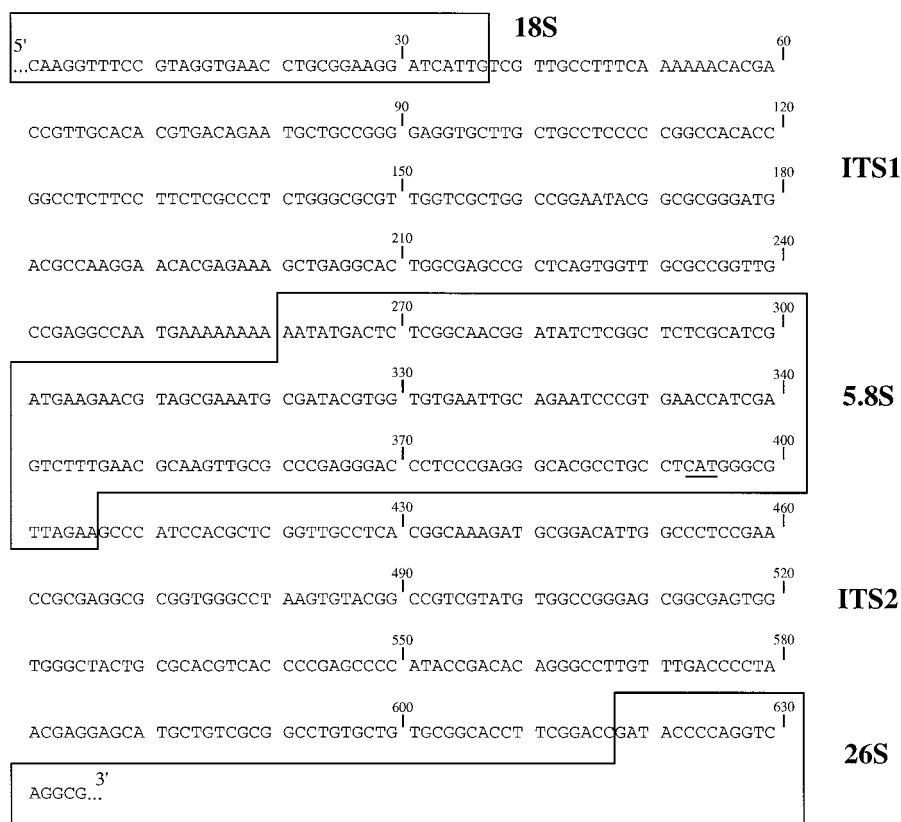 18S
5' 30 60
...CAAGGTTTCC GTAGGTGAAC CTGCGGAAGG ATCATTGTCG TTGCCTTTCA AAAAACACGA
90 120
CCGTTGCACA CGTGACAGAA TGCTGCCGGG GAGGTGCTTG CTGCCTCCCC CGGCCACACC
ITS1
150 180
GGCCTCTTCC TTCTCGCCCT CTGGGCGCGT TGGTCGCTGG CCGGAATACG GCGCGGGATG
210 240
ACGCCAAGGA ACACGAGAAA GCTGAGGCAC TGGCGAGCCG CTCAGTGGTT GCGCCGGTTG
270 300
CCGAGGCCAA TGAAAAAAAA AATATGACTC TCGGCAACGG ATATCTCGGC TCTCGCATCG
330 340
ATGAAGAACG TAGCGAAATG CGATACGTGG TGTGAATTGC AGAATCCCGT GAACCATCGA
5.8S
370 400
GTCTTTGAAC GCAAGTTGCG CCCGAGGGAC CCTCCCGAGG GCACGCCTGC CTCATGGGCG
430 460
TTAGAAGCCC ATCCACGCTC GGTTGCCTCA CGGCAAAGAT GCGGACATTG GCCCTCCGAA
490 520
CCGCGAGGCG CGGTGGGCCT AAGTGTACGG CCGTCGTATG TGGCCGGGAG CGGCGAGTGG
ITS2
550 580
TGGGCTACTG CGCACGTCAC CCCGAGCCCC ATACCGACAC AGGGCCTTGT TTGACCCCTA
600 630
ACGAGGAGCA TGCTGTCGCG GCCTGTGCTG TGCGGCACCT TCGGACCGAT ACCCCAGGTC
26S
AGGCG... 3'